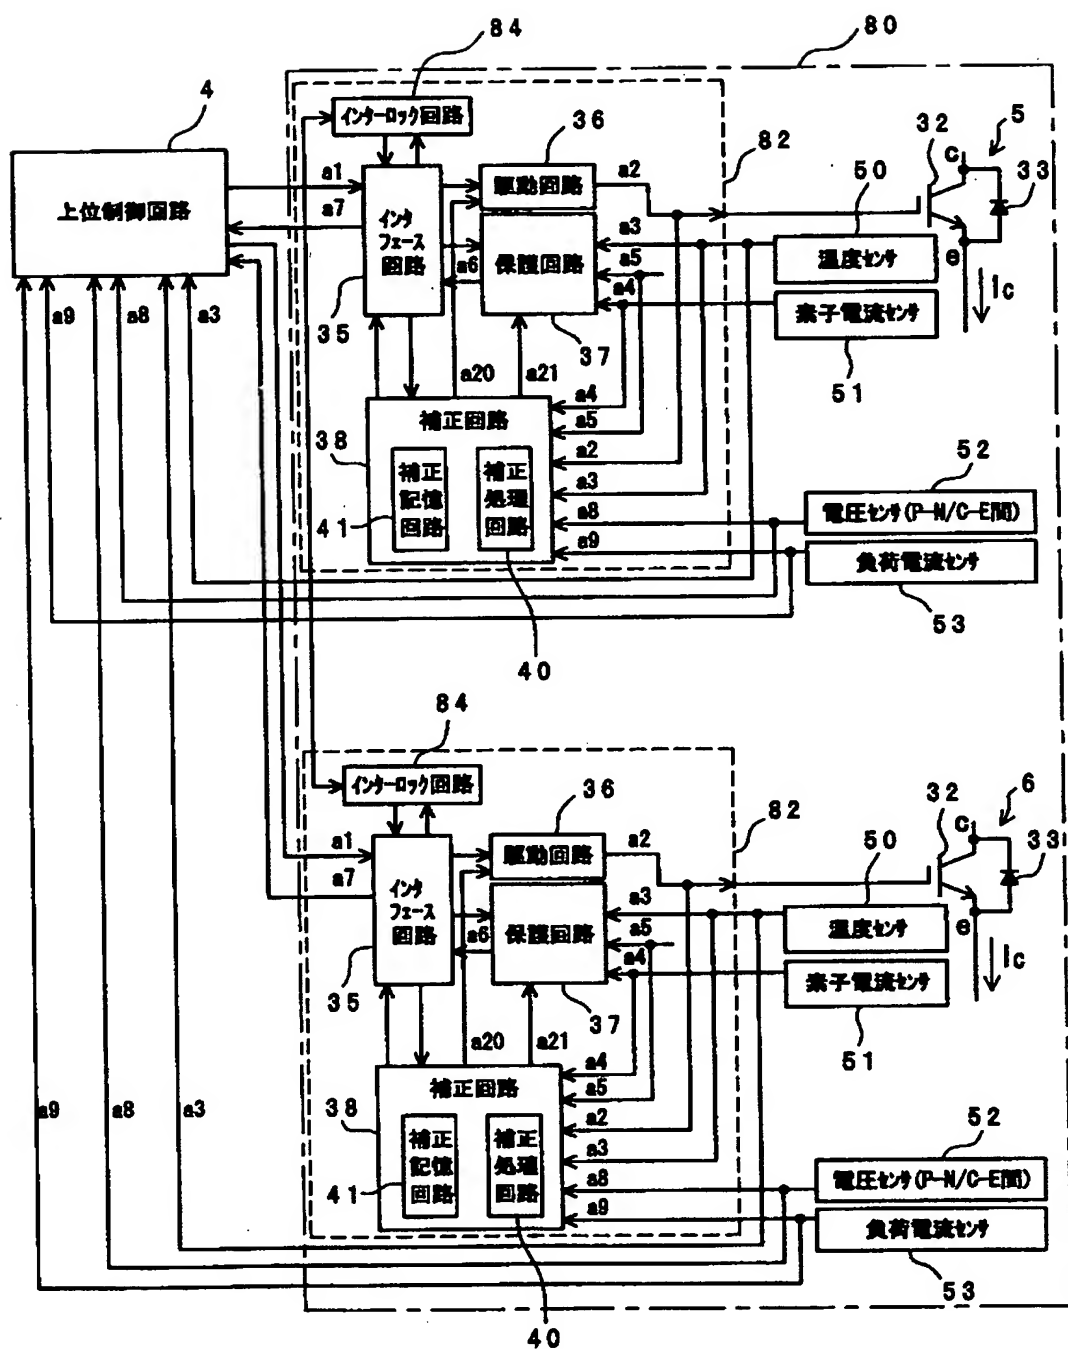 84
80
4
インターロック回路
36
82
32
5
50
c
33
上位制御回路
a1
a7
インタ
フェース
回路
駆動回路
a2
a3
保護回路
a5
a6
a4
温度センサ
e
Ic
素子電流センサ
a9
a8
a3
35
37
51
a20
a21
補正回路
a4
a5
38
a2
補正
記憶
回路
補正
処理
回路
a3
41
a8
a9
52
電圧センサ(P-N/C-E間)
負荷電流センサ
53
40
84
インターロック回路
36
82
32
6
50
c
33
a1
a7
インタ
フェース
回路
駆動回路
a2
a3
保護回路
a5
a6
a4
温度センサ
e
Ic
素子電流センサ
35
37
51
a20
a21
補正回路
a4
a5
a9
a8
a3
38
a2
補正
記憶
回路
補正
処理
回路
a3
41
a8
a9
52
電圧センサ(P-N/C-E間)
負荷電流センサ
53
40